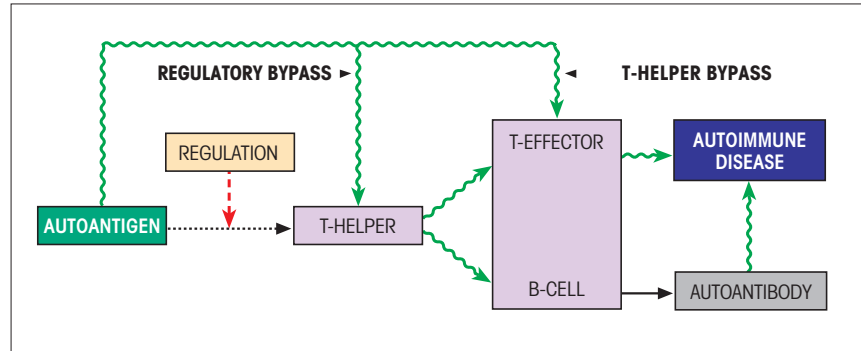 REGULATORY BYPASS
T-HELPER BYPASS
REGULATION
T-EFFECTOR
AUTOIMMUNE
DISEASE
AUTOANTIGEN
T-HELPER
B-CELL
AUTOANTIBODY